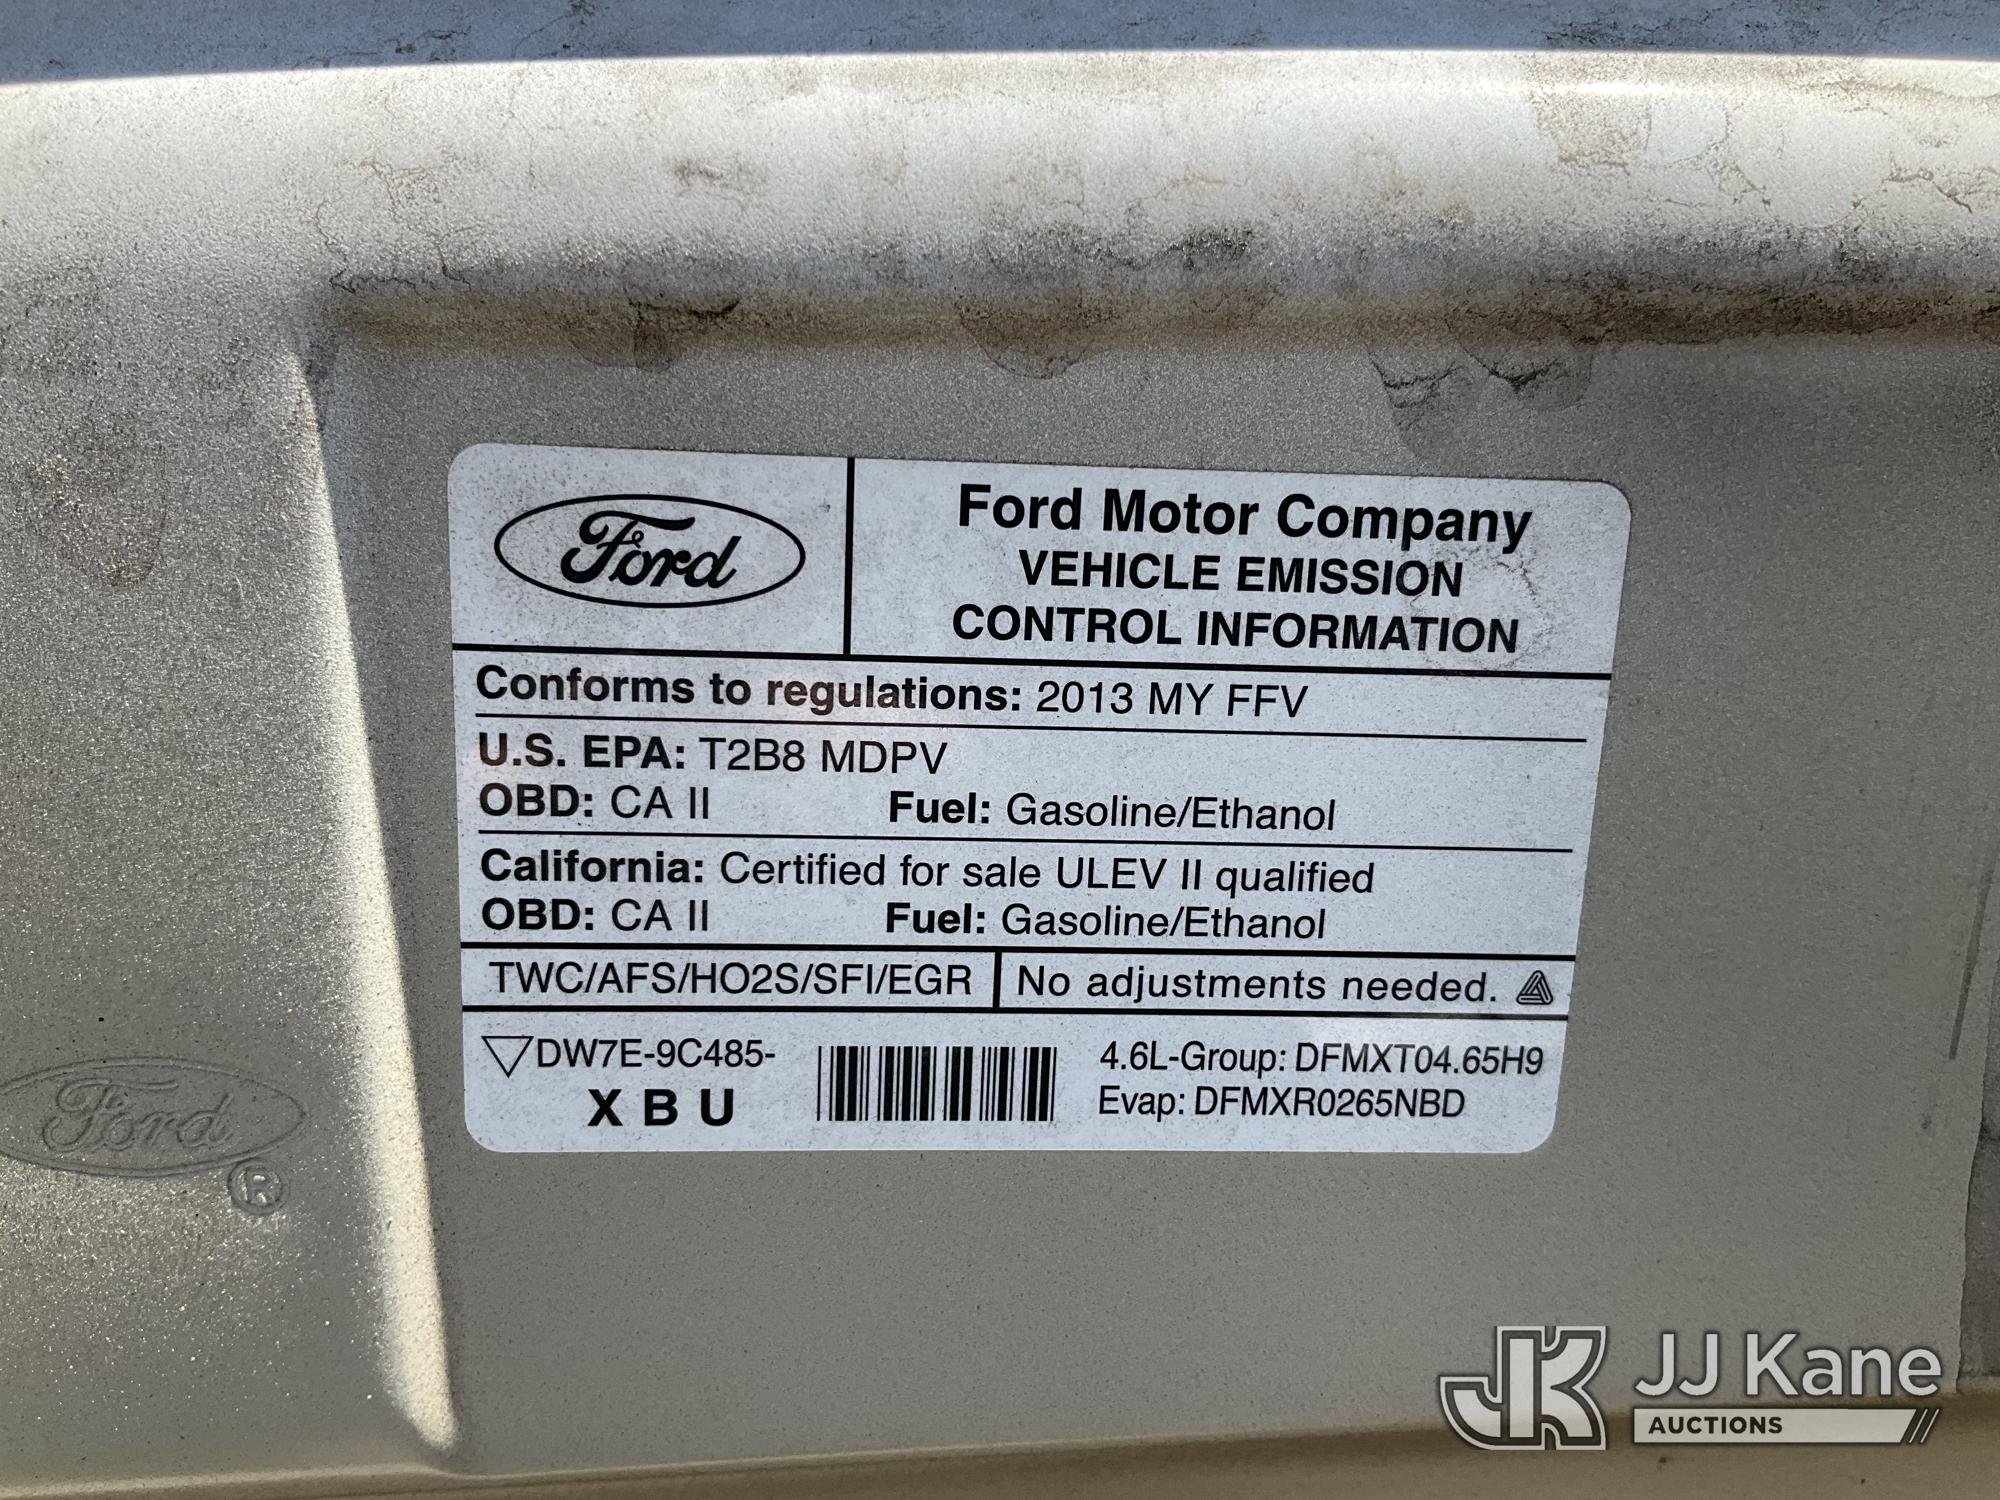 Ford
Ford Motor Company
VEHICLE EMISSION
CONTROL INFORMATION
Conforms to regulations: 2013 MY FFV
U.S. EPA: T2B8 MDPV
OBD: CA II Fuel: Gasoline/Ethanol
California: Certified for sale ULEV II qualified
OBD: CA II Fuel: Gasoline/Ethanol
TWC/AFS/HO2S/SFI/EGR No adjustments needed.
DW7E-9C485-
X B U
4.6L-Group: DFMXT04.65H9
Evap: DFMXR0265NBD
Ford
®
JK JJ Kane
AUCTIONS